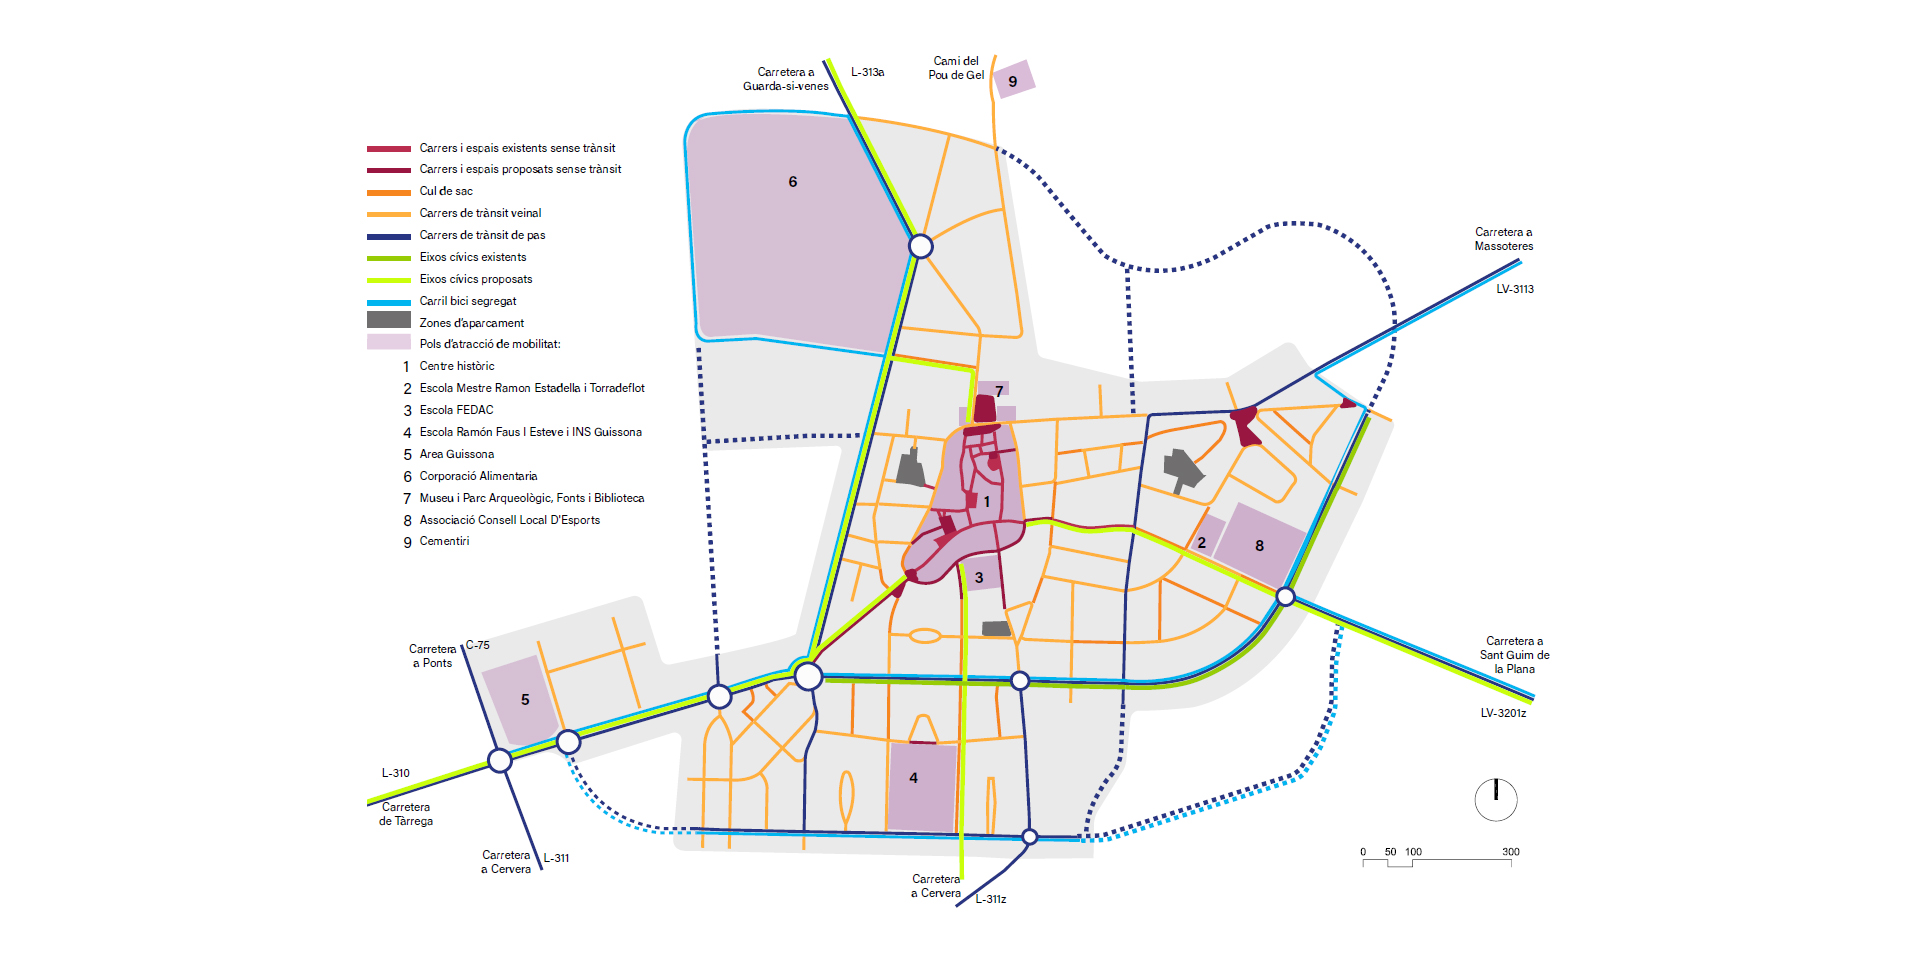 Carretera a
Guarda-si-venes
L-313a
Cami del
Pou de Gel
9
Carrers i espais existents sense trànsit
Carrers i espais proposats sense trànsit
Cul de sac
Carrers de trànsit veinal
Carrers de trànsit de pas
Eixos cívics existents
Eixos cívics proposats
Carril bici segregat
Zones d'aparcament
Pols d'atracció de mobilitat:
1 Centre històric
2 Escola Mestre Ramon Estadella i Torradeflot
3 Escola FEDAC
4 Escola Ramón Faus I Esteve i INS Guissona
5 Area Guissona
6 Corporació Alimentaria
7 Museu i Parc Arqueològic, Fonts i Biblioteca
8 Associació Consell Local D'Esports
9 Cementiri
6
Carretera a
Massoteres
LV-3113
7
1
2
8
3
Carretera
a Ponts
C-75
5
Carretera a
Sant Guim de
la Plana
LV-3201z
4
L-310
Carretera
de Tàrrega
Carretera
a Cervera
L-311
Carretera
a Cervera
L-311z
0 50 100 300